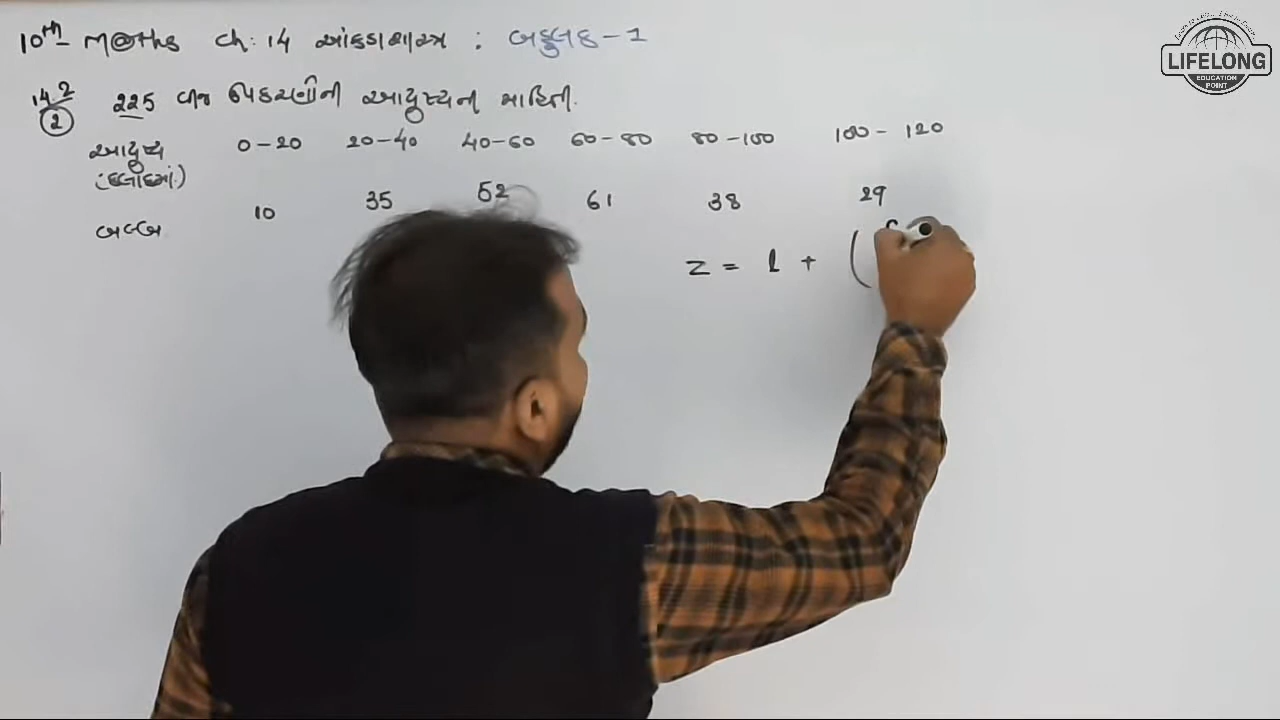 10th - M@ths ch: 14 આંકડાશાસ્ત્ર : બહુલક - 1
14.2
2 225 વીજ ઉપકરણોની આયુષ્યની માહિતી.
આયુષ્ય 0-20 20-40 40-60 60-80 80-100 100-120
(કલાકમાં)
10 35 52 61 38 29
Z = l + (
LIFELONG
EDUCATION
POINT